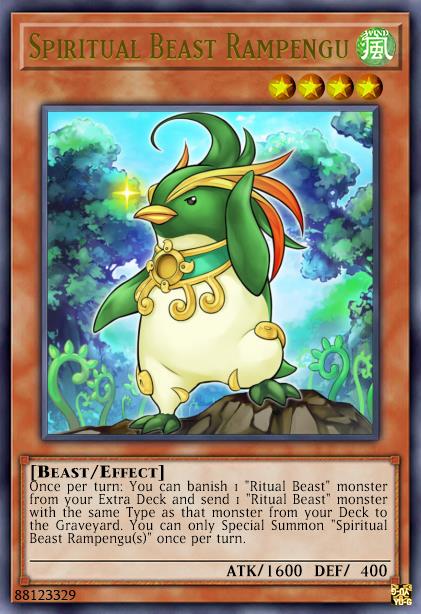 SPIRITUAL BEAST RAMPENGU
WIND
風
[BEAST/EFFECT]
Once per turn: You can banish 1 "Ritual Beast" monster
from your Extra Deck and send 1 "Ritual Beast" monster
with the same Type as that monster from your Deck to
the Graveyard. You can only Special Summon "Spiritual
Beast Rampengu(s)" once per turn.
ATK/1600 DEF/ 400
88123329